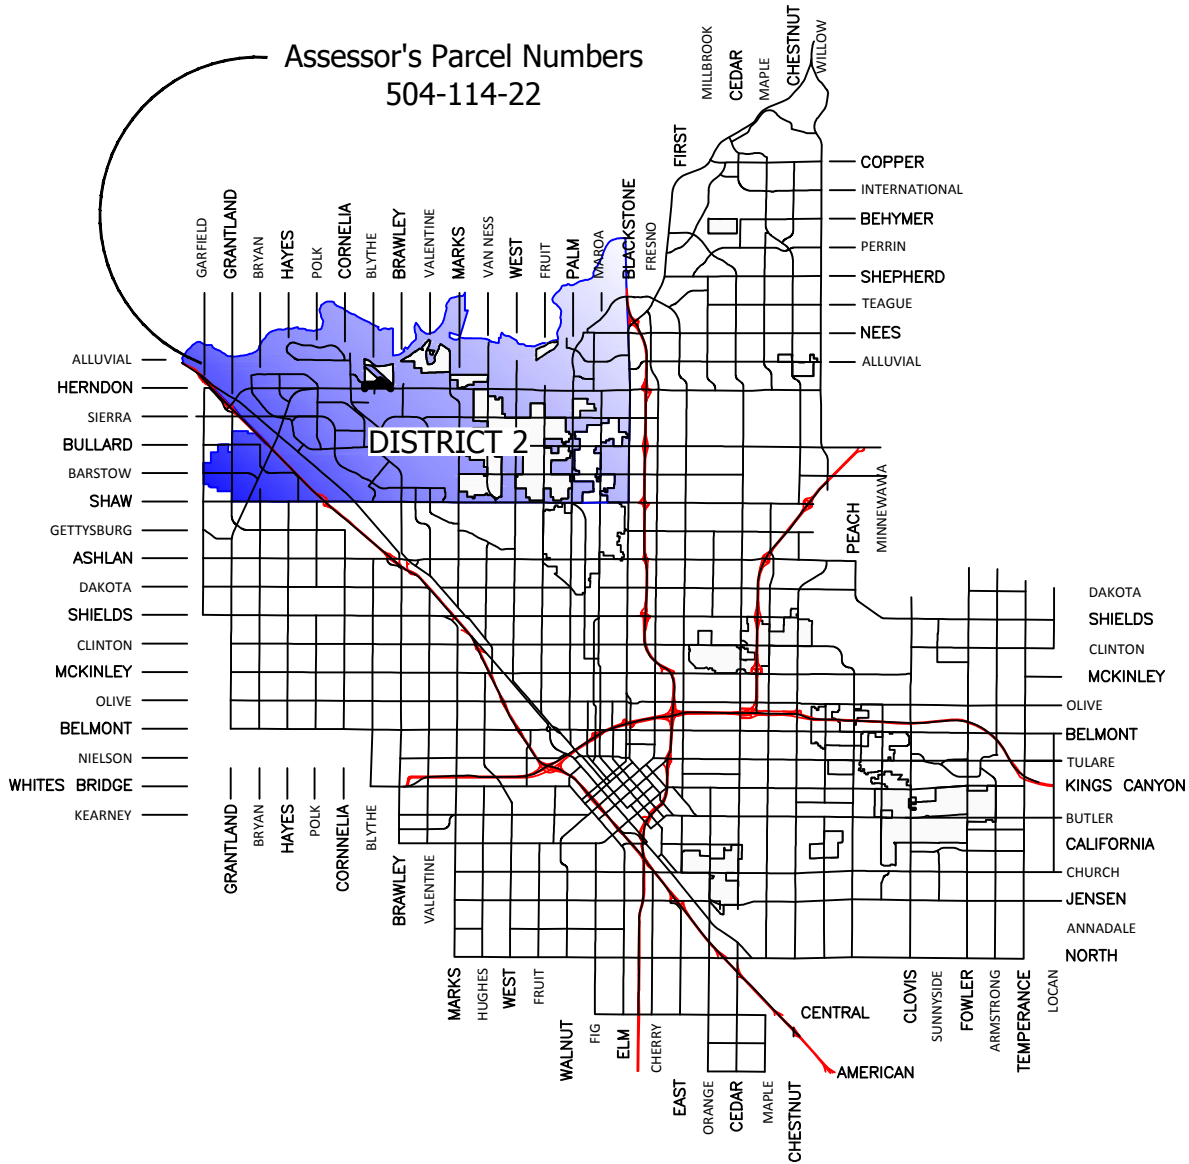 Assessor's Parcel Numbers
504-114-22
MILLBROOK
CEDAR
MAPLE
CHESTNUT
WILLOW
FIRST
COPPER
INTERNATIONAL
BEHYMER
PERRIN
SHEPHERD
TEAGUE
NEES
ALLUVIAL
GARFIELD
GRANTLAND
BRYAN
HAYES
POLK
CORNELIA
BLYTHE
BRAWLEY
VALENTINE
MARKS
VAN NESS
WEST
FRUIT
PALM
MAROA
BLACKSTONE
FRESNO
ALLUVIAL
HERNDON
SIERRA
BULLARD
BARSTOW
SHAW
GETTYSBURG
ASHLAN
DAKOTA
SHIELDS
CLINTON
MCKINLEY
OLIVE
BELMONT
NIELSON
WHITES BRIDGE
KEARNEY
DISTRICT 2
PEACH
MINNEWAWA
DAKOTA
SHIELDS
CLINTON
MCKINLEY
OLIVE
BELMONT
TULARE
KINGS CANYON
BUTLER
CALIFORNIA
CHURCH
JENSEN
ANNADALE
NORTH
GRANTLAND
BRYAN
HAYES
POLK
CORNNELIA
BLYTHE
BRAWLEY
VALENTINE
MARKS
HUGHES
WEST
FRUIT
WALNUT
FIG
ELM
CHERRY
EAST
ORANGE
CEDAR
MAPLE
CHESTNUT
CENTRAL
AMERICAN
CLOVIS
SUNNYSIDE
FOWLER
ARMSTRONG
TEMPERANCE
LOCAN